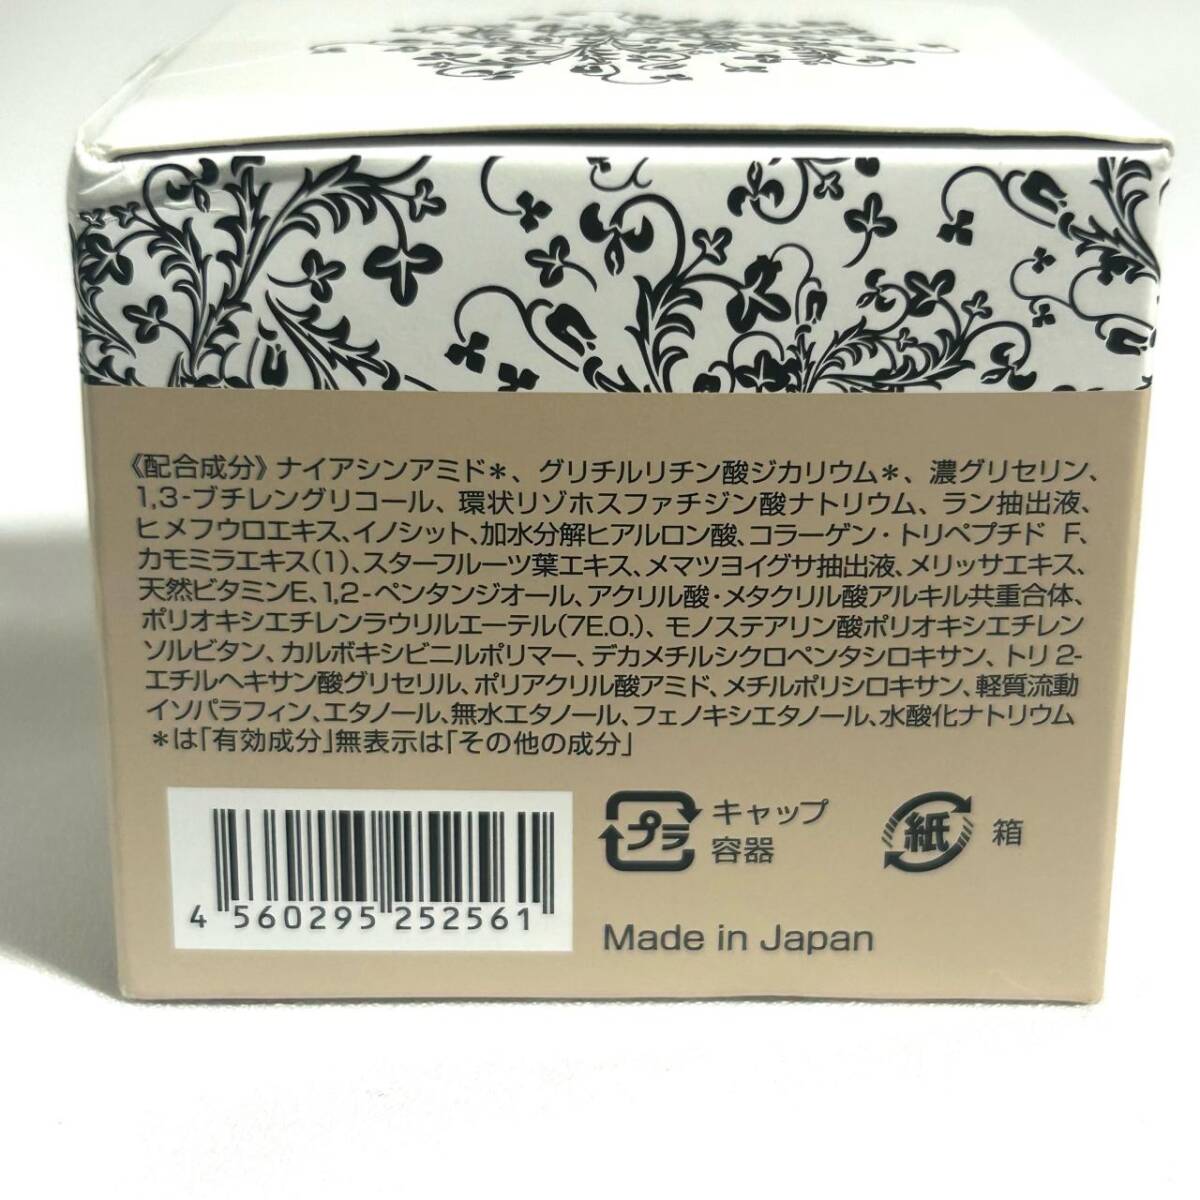 《配合成分》ナイアシンアミド＊、グリチルリチン酸ジカリウム＊、濃グリセリン、
1,3-ブチレングリコール、環状リゾホスファチジン酸ナトリウム、ラン抽出液、
ヒメフウロエキス、イノシット、加水分解ヒアルロン酸、コラーゲン・トリペプチド F、
カモミラエキス(1)、スターフルーツ葉エキス、メマツヨイグサ抽出液、メリッサエキス、
天然ビタミンE、1,2-ペンタンジオール、アクリル酸・メタクリル酸アルキル共重合体、
ポリオキシエチレンラウリルエーテル(7E.O.)、モノステアリン酸ポリオキシエチレン
ソルビタン、カルボキシビニルポリマー、デカメチルシクロペンタシロキサン、トリ2-
エチルヘキサン酸グリセリル、ポリアクリル酸アミド、メチルポリシロキサン、軽質流動
イソパラフィン、エタノール、無水エタノール、フェノキシエタノール、水酸化ナトリウム
＊は「有効成分」無表示は「その他の成分」
4 560295 252561
プラ
キャップ
容器
紙
箱
Made in Japan